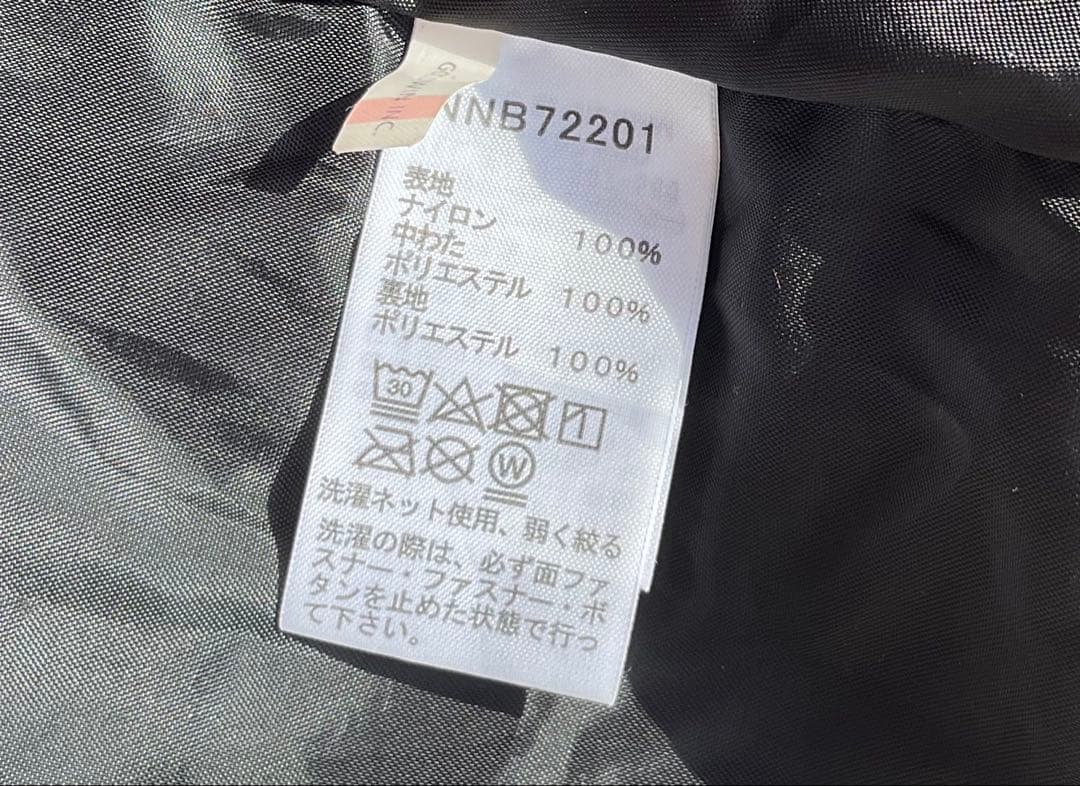 GOLDWIN INC
NNB72201
表地
ナイロン 100%
中わた
ポリエステル 100%
裏地
ポリエステル 100%
30
W
洗濯ネット使用、弱く絞る
洗濯の際は、必ず面ファ
スナー・ファスナー・ボ
タンを止めた状態で行っ
て下さい。